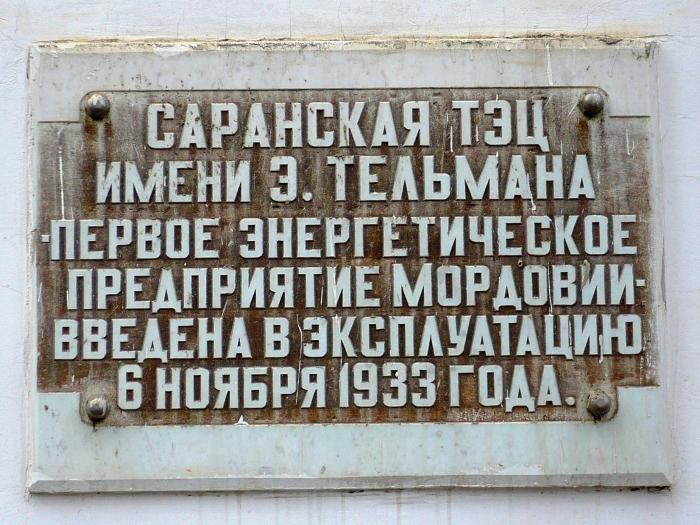 САРАНСКАЯ ТЭЦ
ИМЕНИ Э. ТЕЛЬМАНА
-ПЕРВОЕ ЭНЕРГЕТИЧЕСКОЕ
ПРЕДПРИЯТИЕ МОРДОВИИ-
ВВЕДЕНА В ЭКСПЛУАТАЦИЮ
6 НОЯБРЯ 1933 ГОДА.